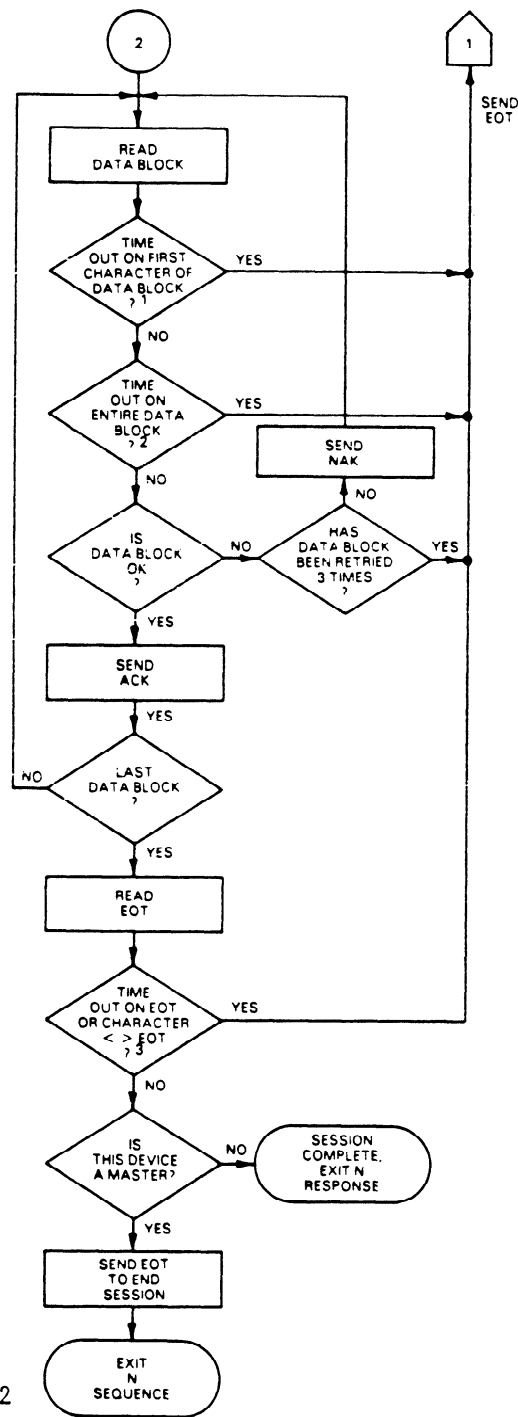 2
1
SEND
EOT
READ
DATA BLOCK
TIME
OUT ON FIRST
CHARACTER OF
DATA BLOCK
? 1
YES
NO
TIME
OUT ON
ENTIRE DATA
BLOCK
? 2
YES
NO
SEND
NAK
NO
IS
DATA BLOCK
OK
?
NO
HAS
DATA BLOCK
BEEN RETRIED
3 TIMES
?
YES
YES
SEND
ACK
YES
LAST
DATA BLOCK
?
NO
YES
READ
EOT
TIME
OUT ON EOT
OR CHARACTER
< > EOT
? 3
YES
NO
IS
THIS DEVICE
A MASTER?
NO
SESSION
COMPLETE,
EXIT N
RESPONSE
YES
SEND EOT
TO END
SESSION
EXIT
N
SEQUENCE
2